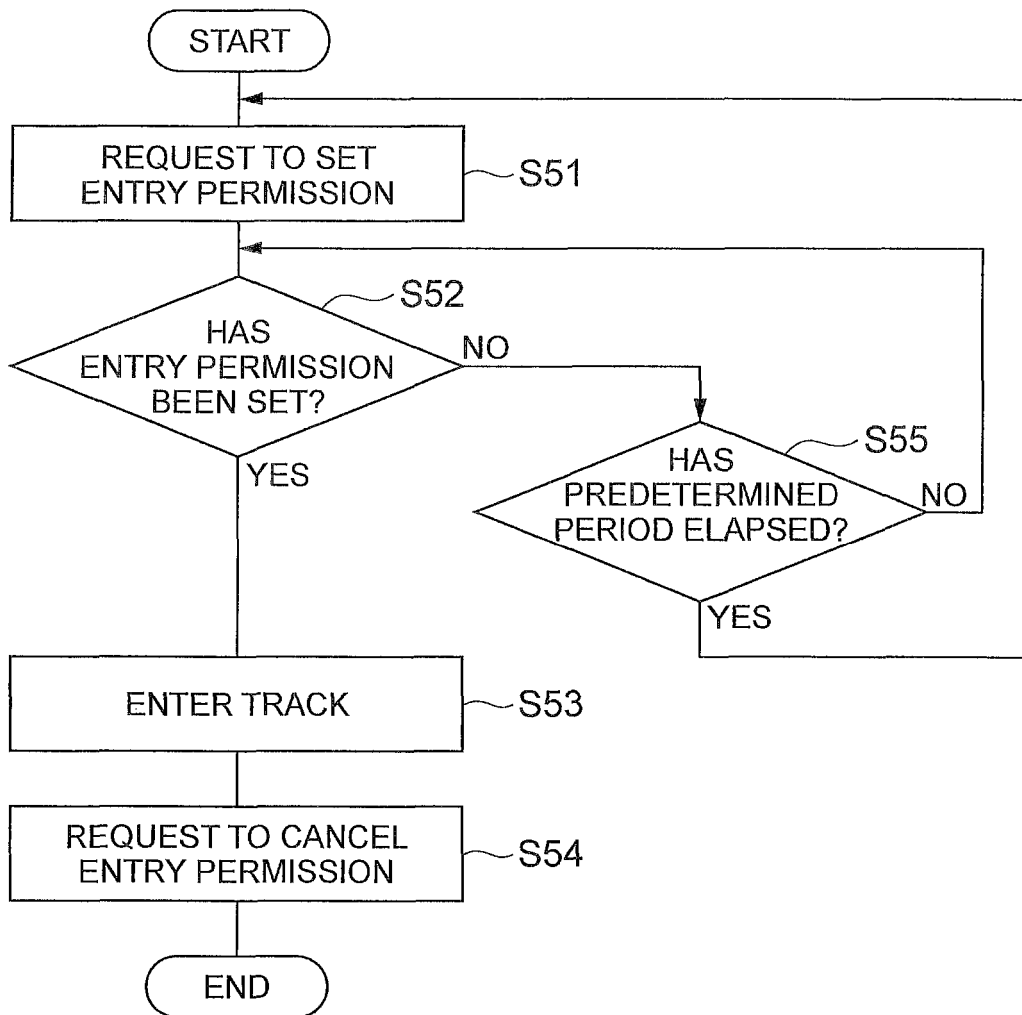 START
REQUEST TO SET
ENTRY PERMISSION
S51
S52
HAS
ENTRY PERMISSION
BEEN SET?
NO
YES
S55
HAS
PREDETERMINED
PERIOD ELAPSED?
NO
YES
ENTER TRACK
S53
REQUEST TO CANCEL
ENTRY PERMISSION
S54
END